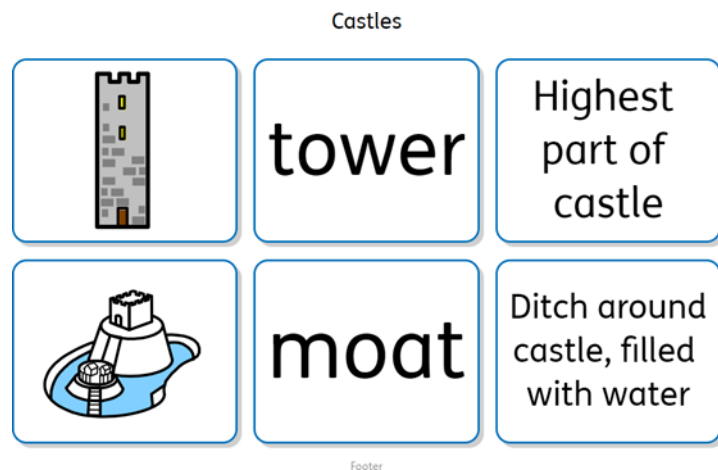 Castles
tower
Highest
part of
castle
moat
Ditch around
castle, filled
with water
Footer